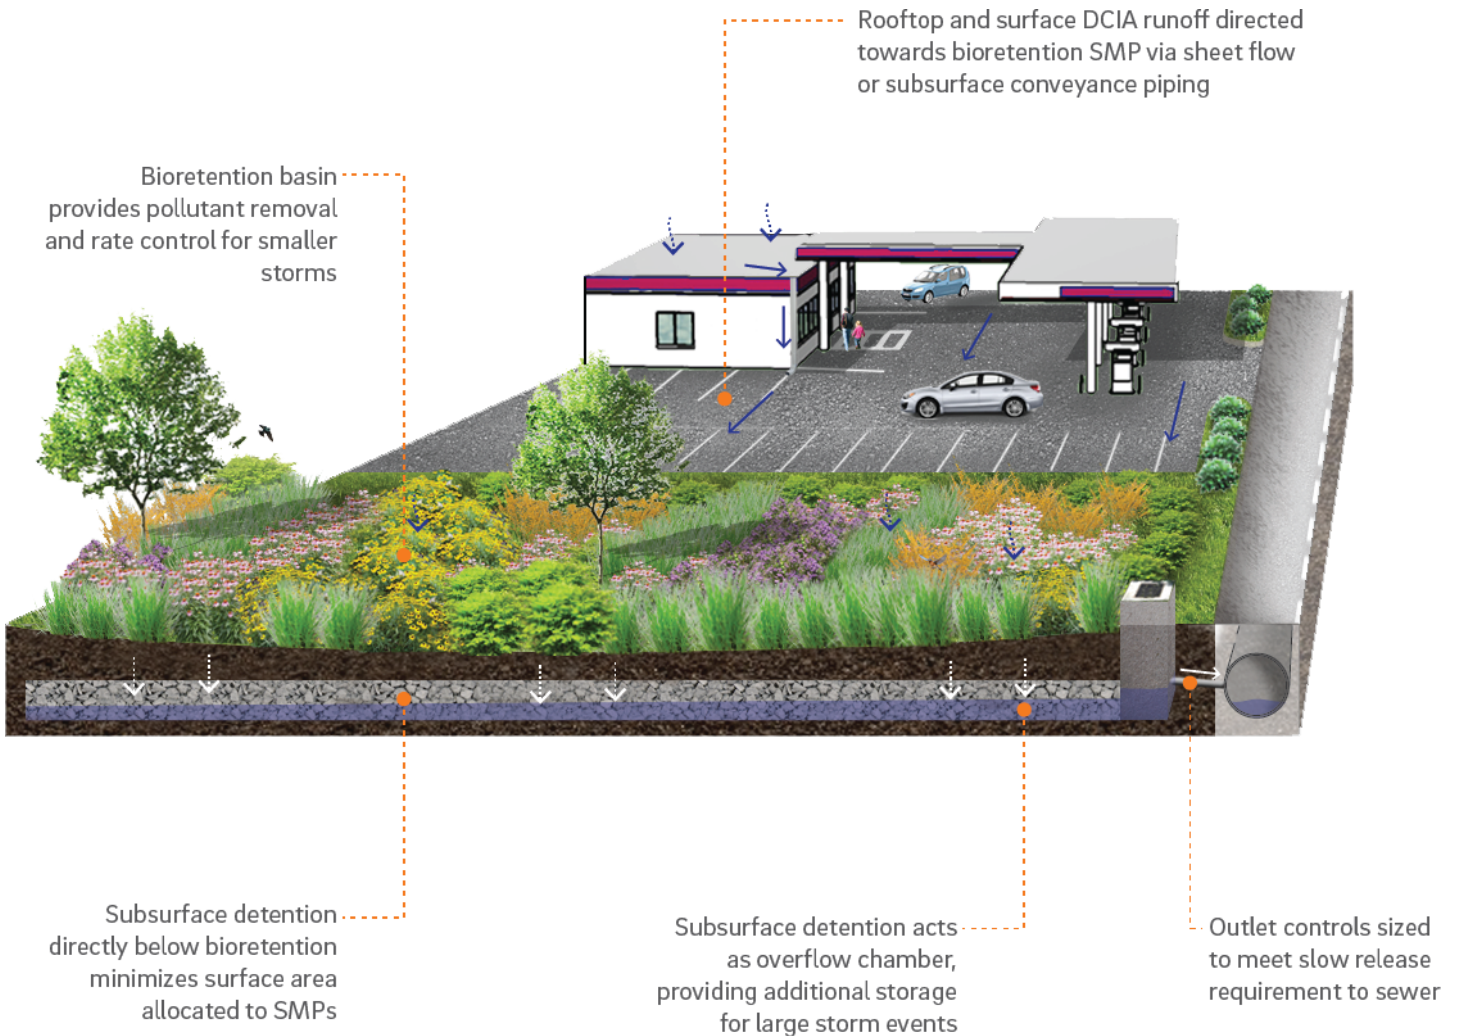 Rooftop and surface DCIA runoff directed
towards bioretention SMP via sheet flow
or subsurface conveyance piping
Bioretention basin
provides pollutant removal
and rate control for smaller
storms
Subsurface detention
directly below bioretention
minimizes surface area
allocated to SMPs
Subsurface detention acts
as overflow chamber,
providing additional storage
for large storm events
Outlet controls sized
to meet slow release
requirement to sewer